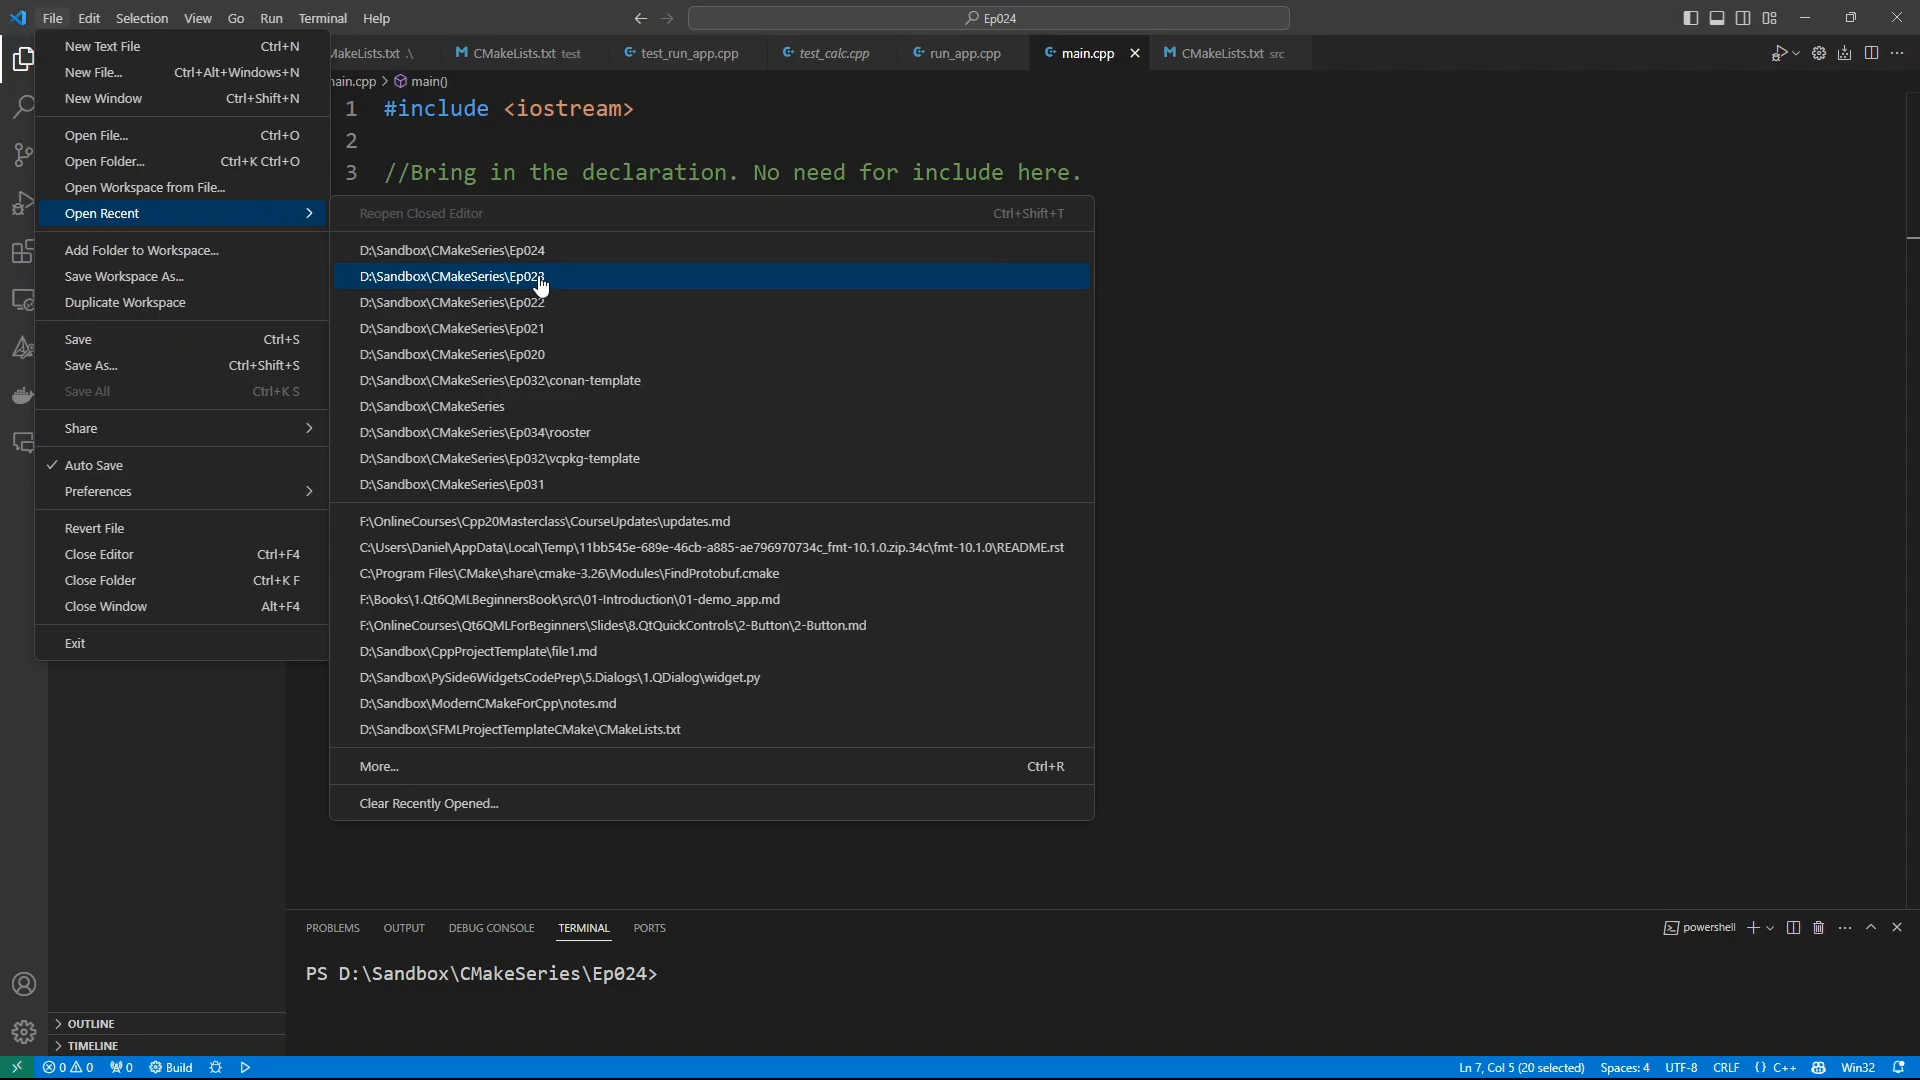 File Edit Selection View Go Run Terminal Help
Ep024
New Text File Ctrl+N
New File... Ctrl+Alt+Windows+N
New Window Ctrl+Shift+N
Open File... Ctrl+O
Open Folder... Ctrl+K Ctrl+O
Open Workspace from File...
Open Recent
Add Folder to Workspace...
Save Workspace As...
Duplicate Workspace
Save Ctrl+S
Save As... Ctrl+Shift+S
Save All Ctrl+K S
Share
Auto Save
Preferences
Revert File
Close Editor Ctrl+F4
Close Folder Ctrl+K F
Close Window Alt+F4
Exit
MakeLists.txt .\ CMakeLists.txt test test_run_app.cpp test_calc.cpp run_app.cpp main.cpp CMakeLists.txt src
main.cpp > main()
1 #include <iostream>
2
3 //Bring in the declaration. No need for include here.
Reopen Closed Editor Ctrl+Shift+T
D:\Sandbox\CMakeSeries\Ep024
D:\Sandbox\CMakeSeries\Ep023
D:\Sandbox\CMakeSeries\Ep022
D:\Sandbox\CMakeSeries\Ep021
D:\Sandbox\CMakeSeries\Ep020
D:\Sandbox\CMakeSeries\Ep032\conan-template
D:\Sandbox\CMakeSeries
D:\Sandbox\CMakeSeries\Ep034\rooster
D:\Sandbox\CMakeSeries\Ep032\vcpkg-template
D:\Sandbox\CMakeSeries\Ep031
F:\OnlineCourses\Cpp20Masterclass\CourseUpdates\updates.md
C:\Users\Daniel\AppData\Local\Temp\11bb545e-689e-46cb-a885-ae796970734c_fmt-10.1.0.zip.34c\fmt-10.1.0\README.rst
C:\Program Files\CMake\share\cmake-3.26\Modules\FindProtobuf.cmake
F:\Books\1.Qt6QMLBeginnersBook\src\01-Introduction\01-demo_app.md
F:\OnlineCourses\Qt6QMLForBeginners\Slides\8.QtQuickControls\2-Button\2-Button.md
D:\Sandbox\CppProjectTemplate\file1.md
D:\Sandbox\PySide6WidgetsCodePrep\5.Dialogs\1.QDialog\widget.py
D:\Sandbox\ModernCMakeForCpp\notes.md
D:\Sandbox\SFMLProjectTemplateCMake\CMakeLists.txt
More... Ctrl+R
Clear Recently Opened...
PROBLEMS OUTPUT DEBUG CONSOLE TERMINAL PORTS
powershell
PS D:\Sandbox\CMakeSeries\Ep024>
OUTLINE
TIMELINE
0 0 0 Build
Ln 7, Col 5 (20 selected) Spaces: 4 UTF-8 CRLF {} C++ Win32